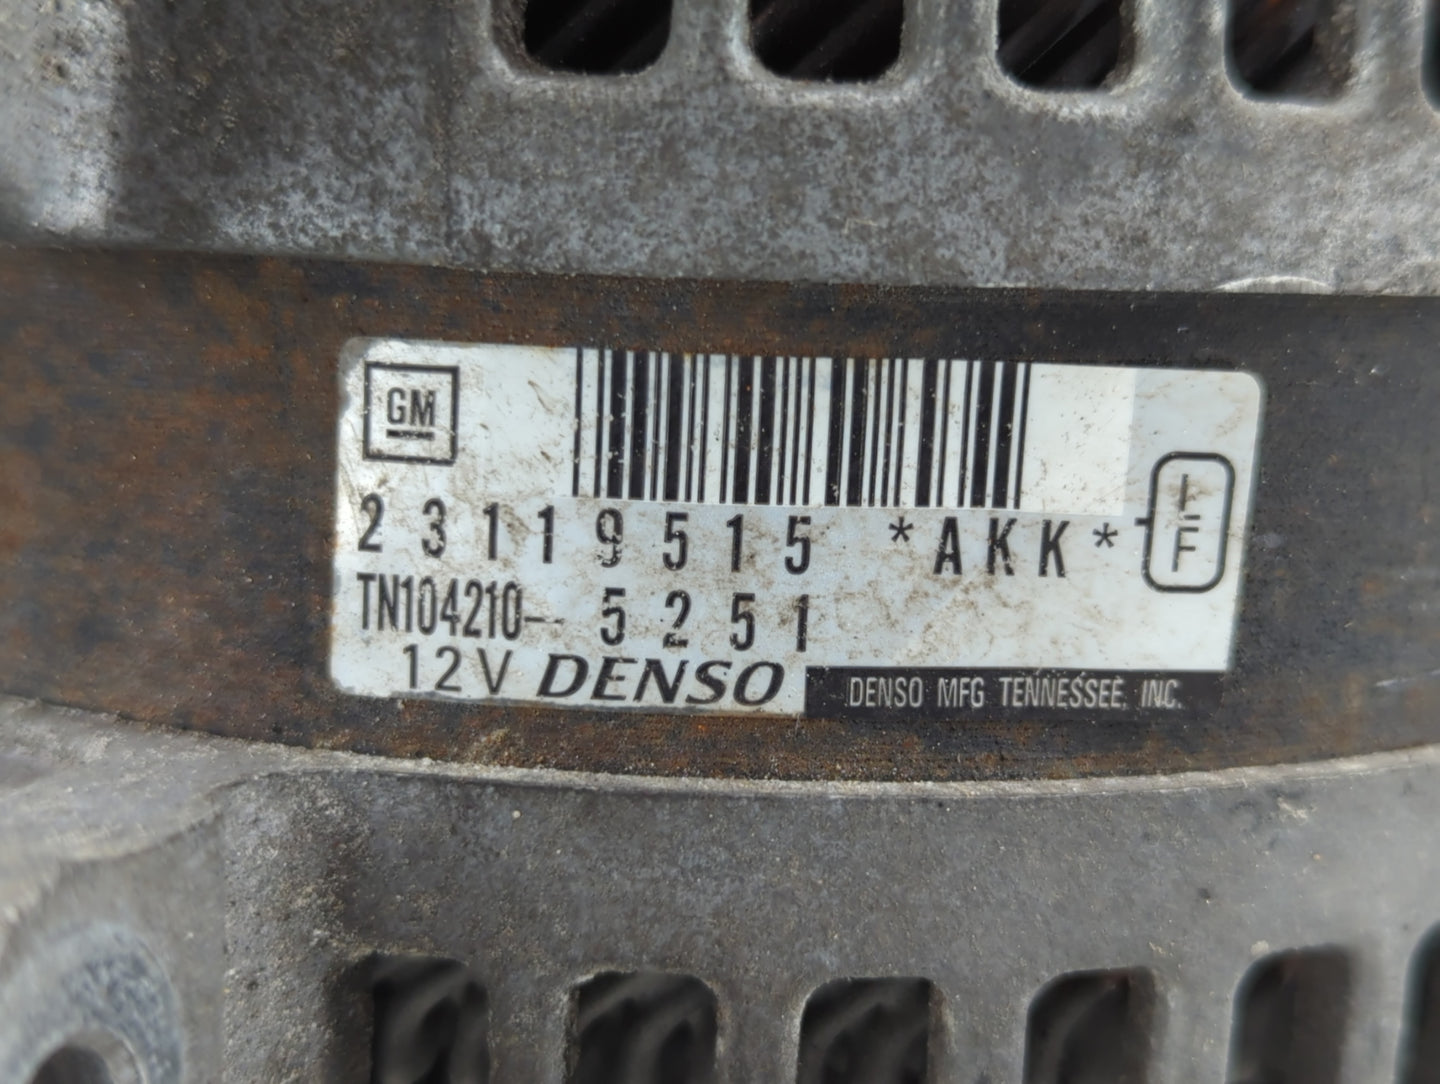 GM
23119515 *AKK*
L
F
TN104210-5251
12V DENSO
DENSO MFG TENNESSEE, INC.